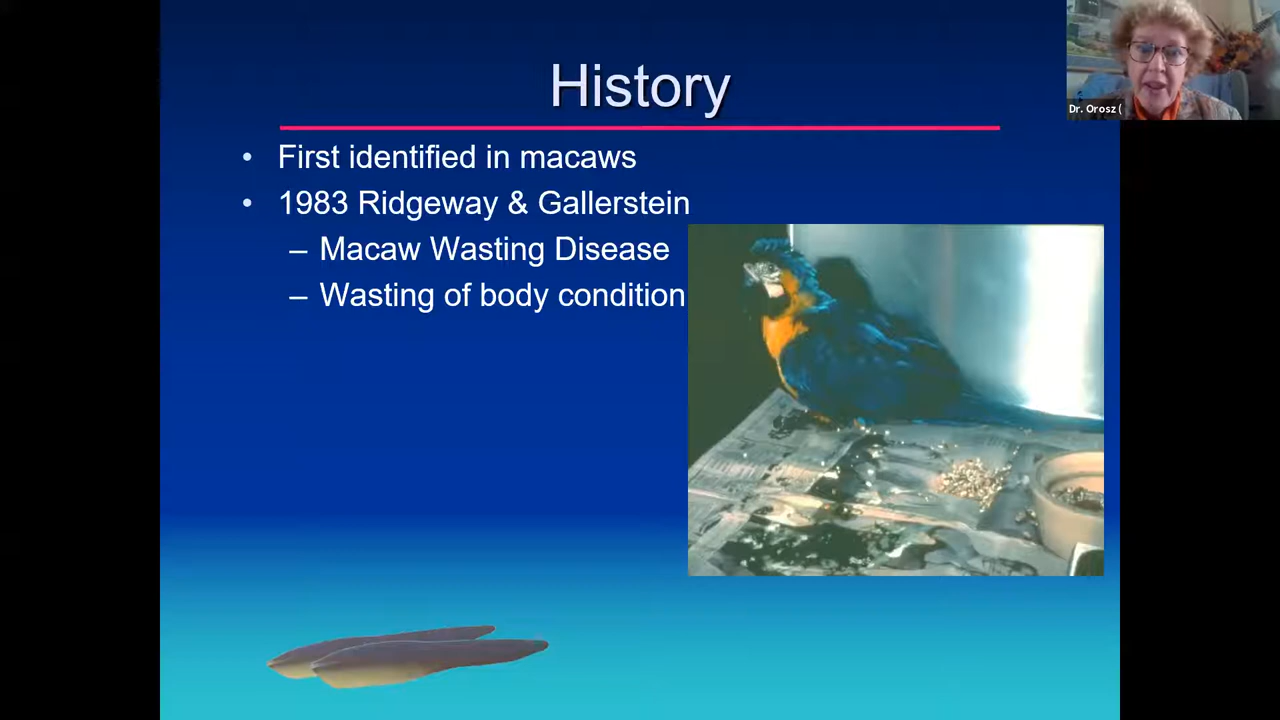 History
• First identified in macaws
• 1983 Ridgeway & Gallerstein
– Macaw Wasting Disease
– Wasting of body condition
Dr. Orosz (